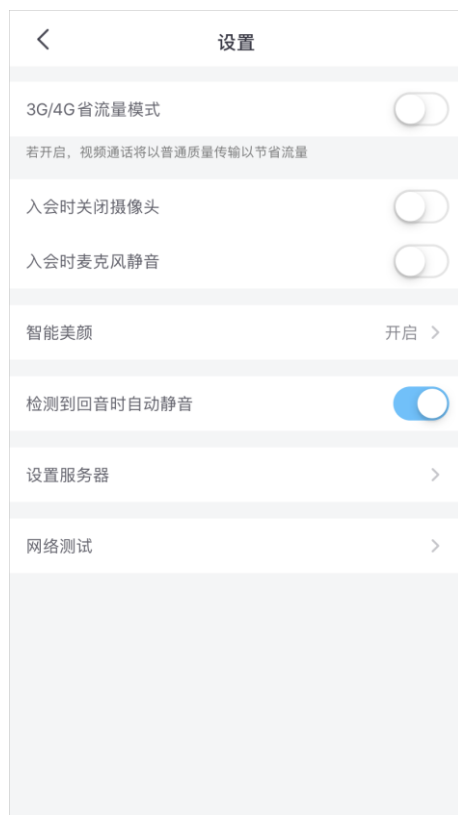 设置
3G/4G省流量模式
若开启，视频通话将以普通质量传输以节省流量
入会时关闭摄像头
入会时麦克风静音
智能美颜 开启
检测到回音时自动静音
设置服务器
网络测试